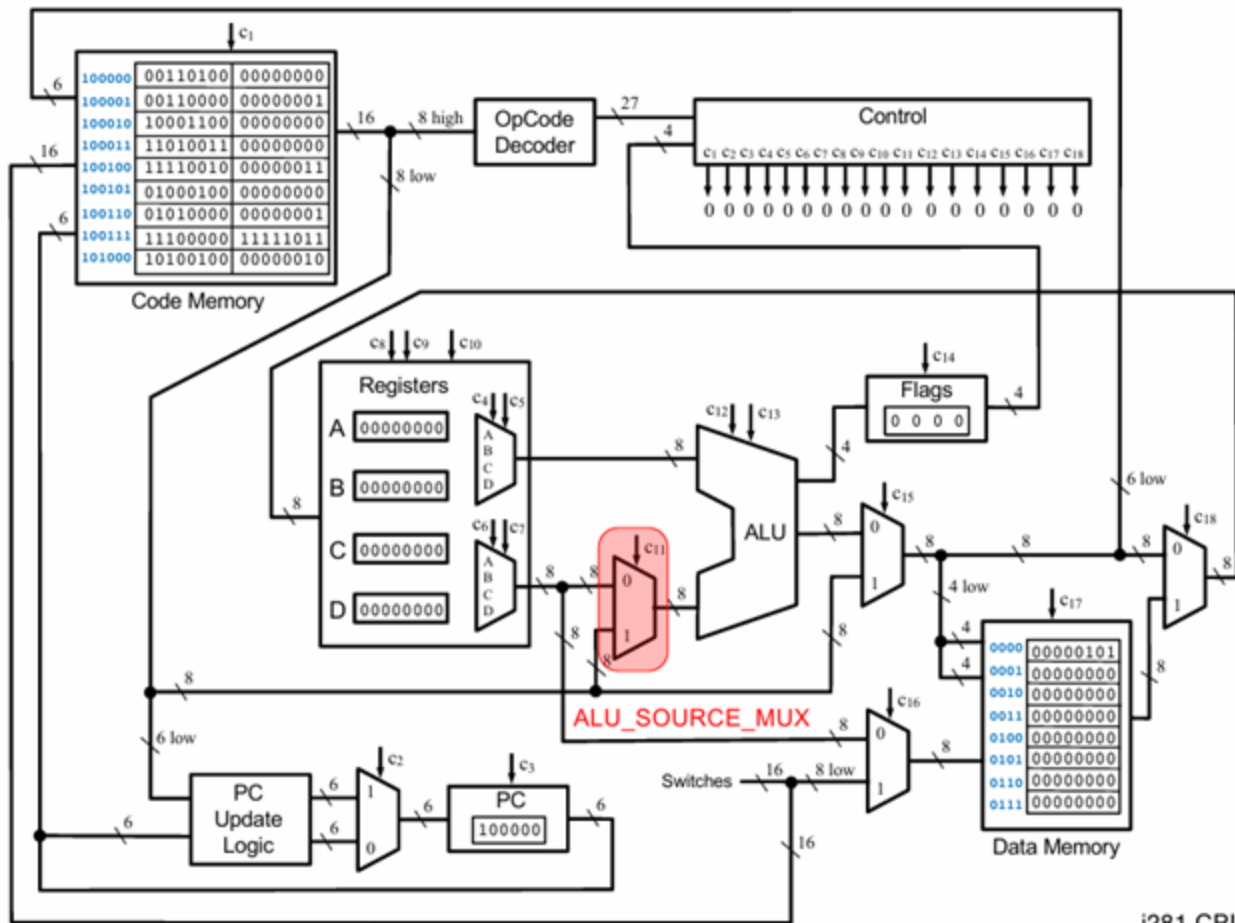 c1
6
100000 00110100 00000000
100001 00110000 00000001
100010 10001100 00000000
100011 11010011 00000000
100100 11110010 00000011
100101 01000100 00000000
100110 01010000 00000001
100111 11100000 11111011
101000 10100100 00000010
16
6
Code Memory
16
8 high
8 low
OpCode
Decoder
27
4
Control
c1 c2 c3 c4 c5 c6 c7 c8 c9 c10 c11 c12 c13 c14 c15 c16 c17 c18
0 0 0 0 0 0 0 0 0 0 0 0 0 0 0 0 0 0
c8 c9 c10
Registers
A 00000000
B 00000000
C 00000000
D 00000000
8
c4 c5
A
B
C
D
8
c6 c7
A
B
C
D
8
8
8
c11
0
1
8
8
8
ALU_SOURCE_MUX
c12 c13
ALU
4
8
c14
Flags
0 0 0 0
4
c15
0
1
8
8
8
8
6 low
8
c18
0
1
8
4 low
4
4
c17
0000 00000101
0001 00000000
0010 00000000
0011 00000000
0100 00000000
0101 00000000
0110 00000000
0111 00000000
8
Data Memory
c16
0
1
8
8
Switches
16
8 low
16
6 low
6
PC
Update
Logic
6
6
c2
1
0
6
c3
PC
100000
6